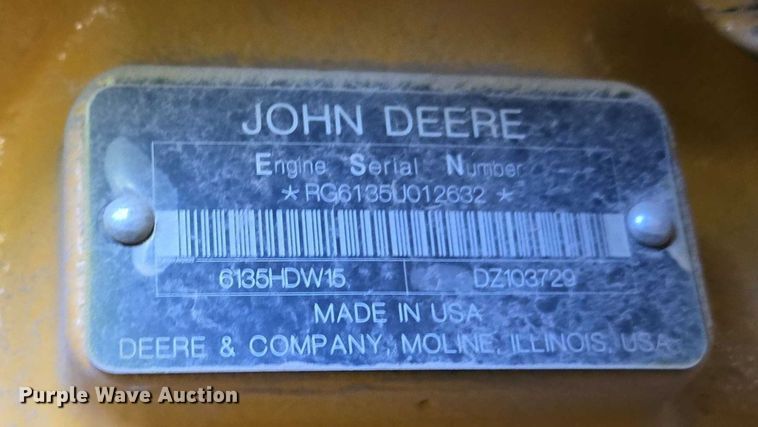 JOHN DEERE
Engine Serial Number
* RG6135U012632 *
6135HDW15 DZ103729
MADE IN USA
DEERE & COMPANY, MOLINE, ILLINOIS, USA
Purple Wave Auction